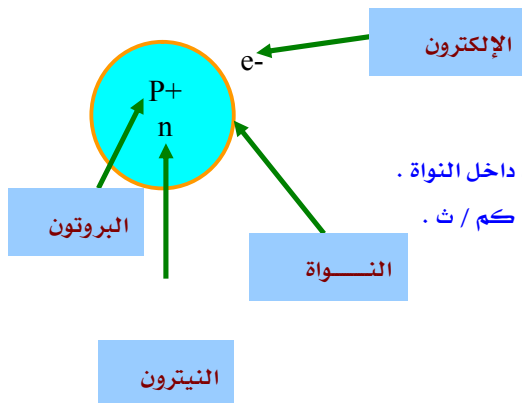 الإلكترون
e-
P+
n
داخل النواة .
البروتون
كم / ث .
النـــــواة
النيترون